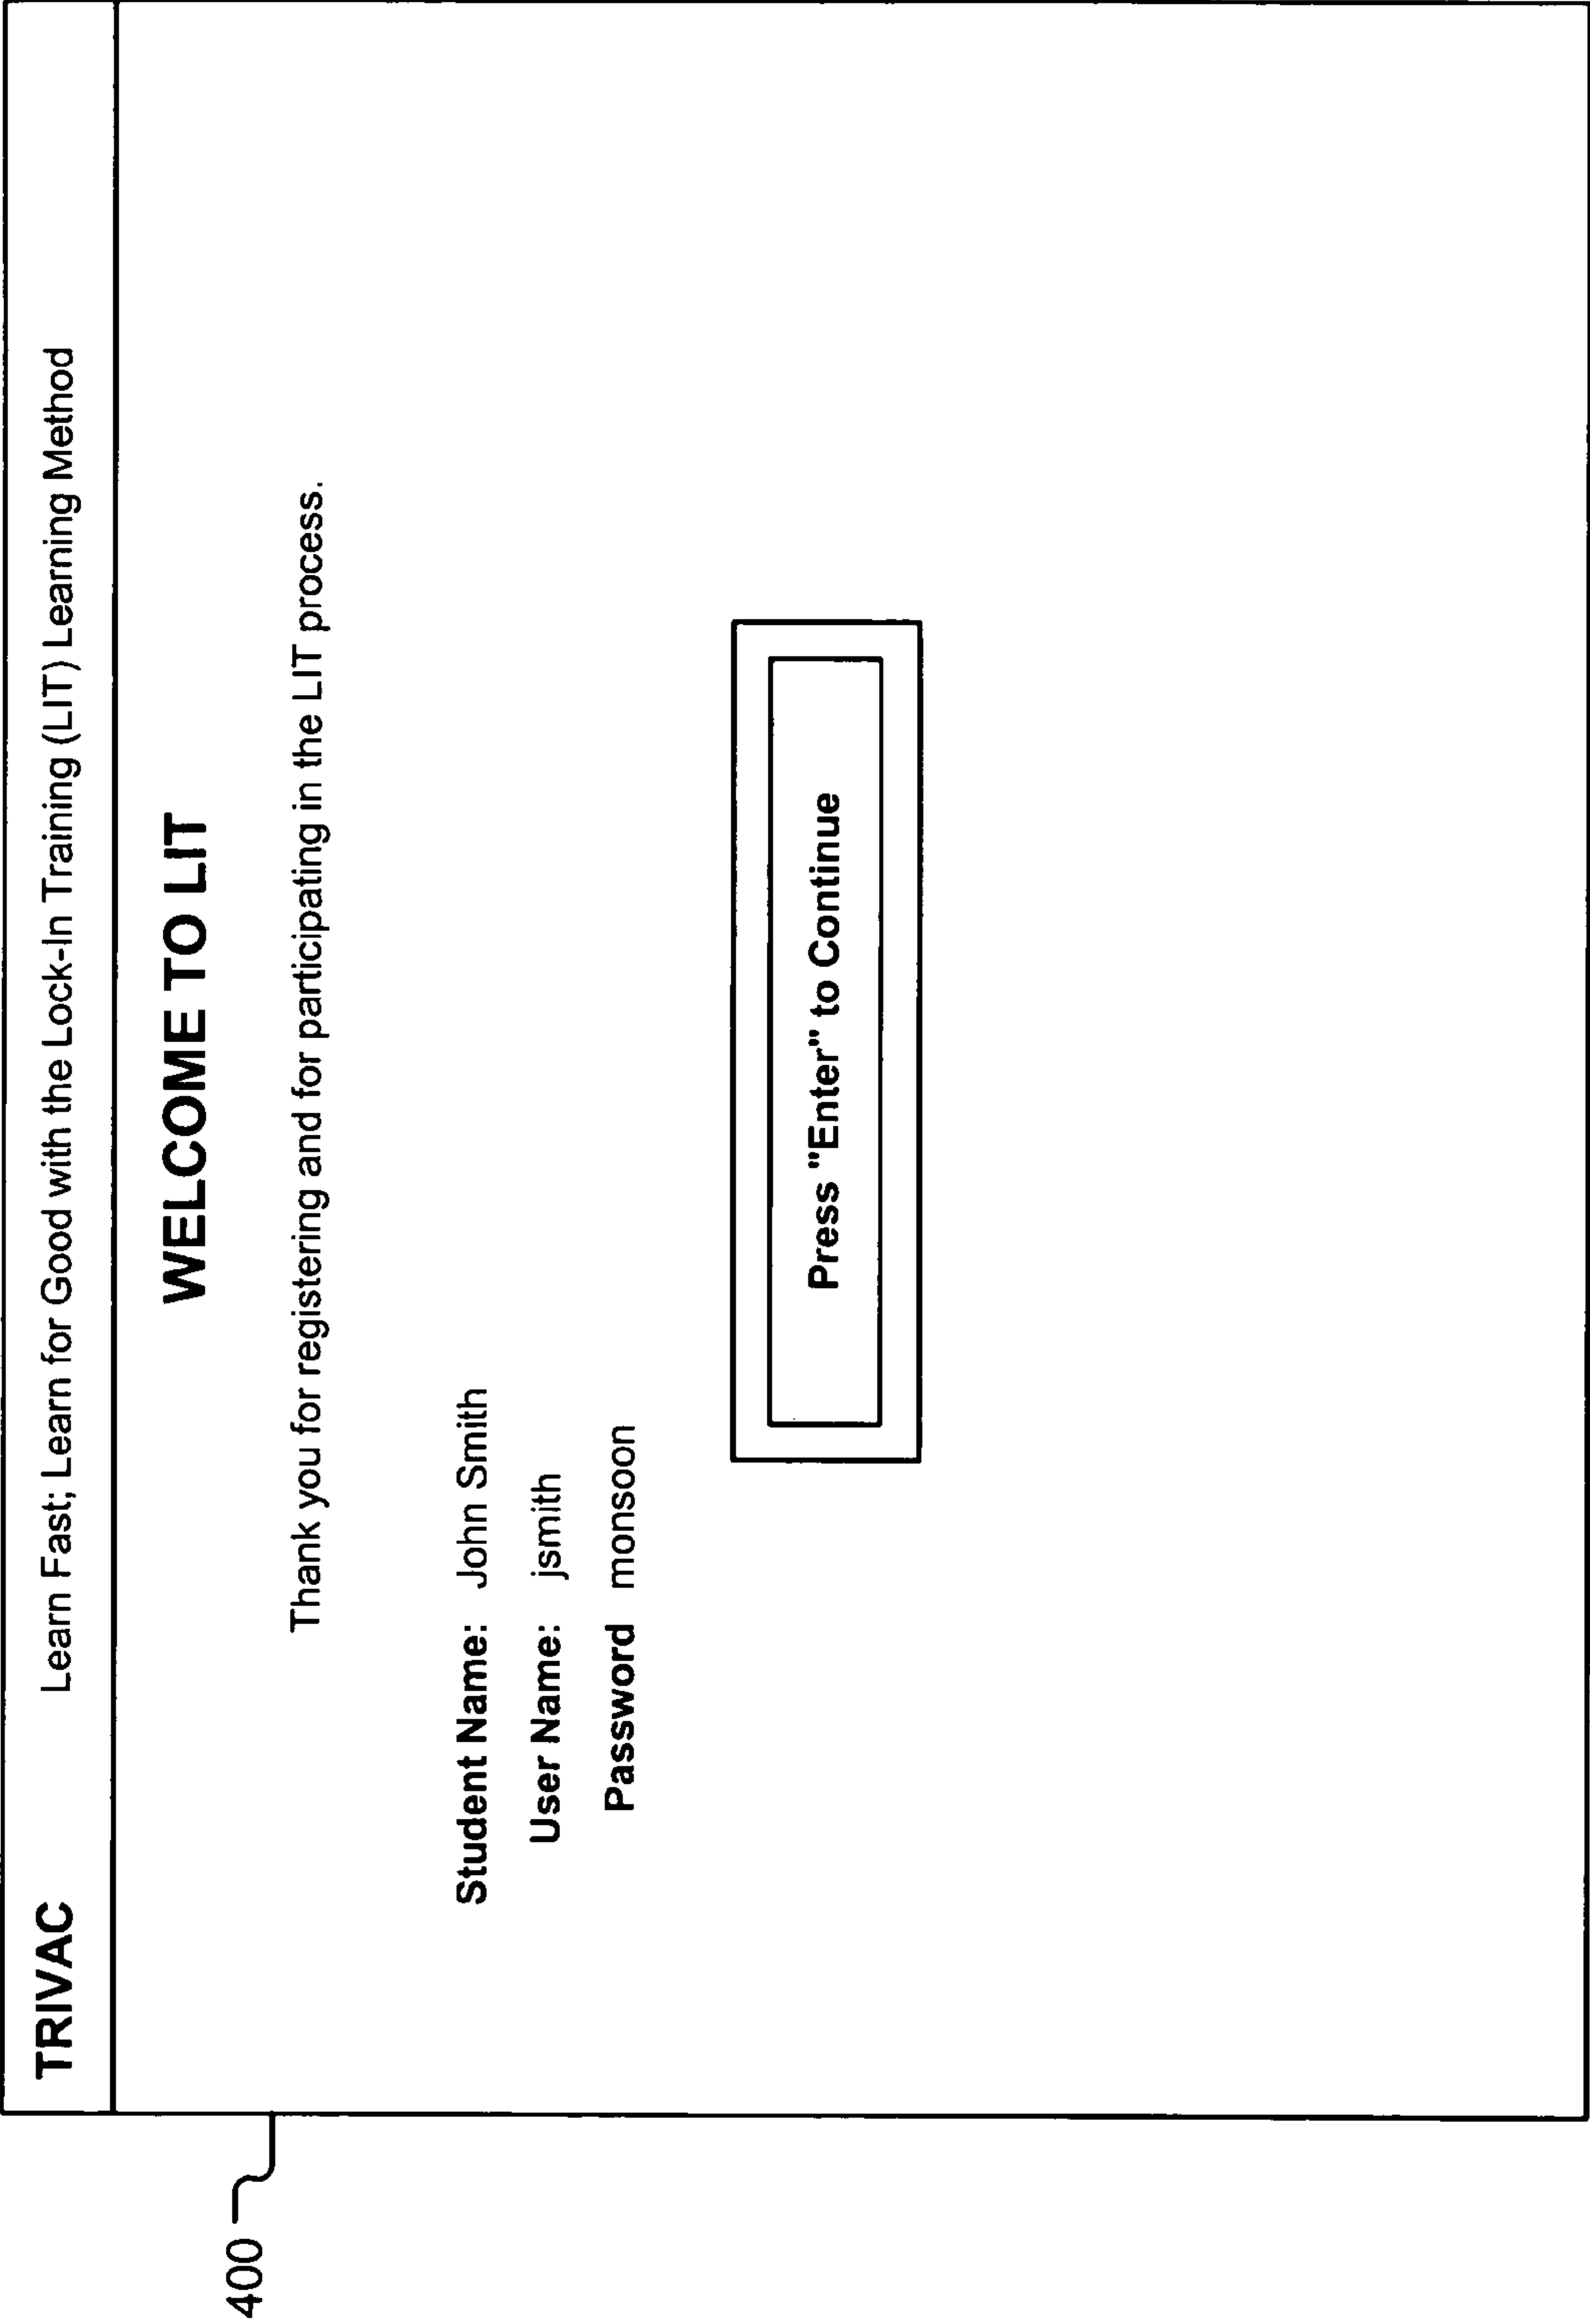 TRIVAC Learn Fast; Learn for Good with the Lock-In Training (LIT) Learning Method
WELCOME TO LIT
Thank you for registering and for participating in the LIT process.
Student Name: John Smith
User Name: jsmith
Password monsoon
Press "Enter" to Continue
400